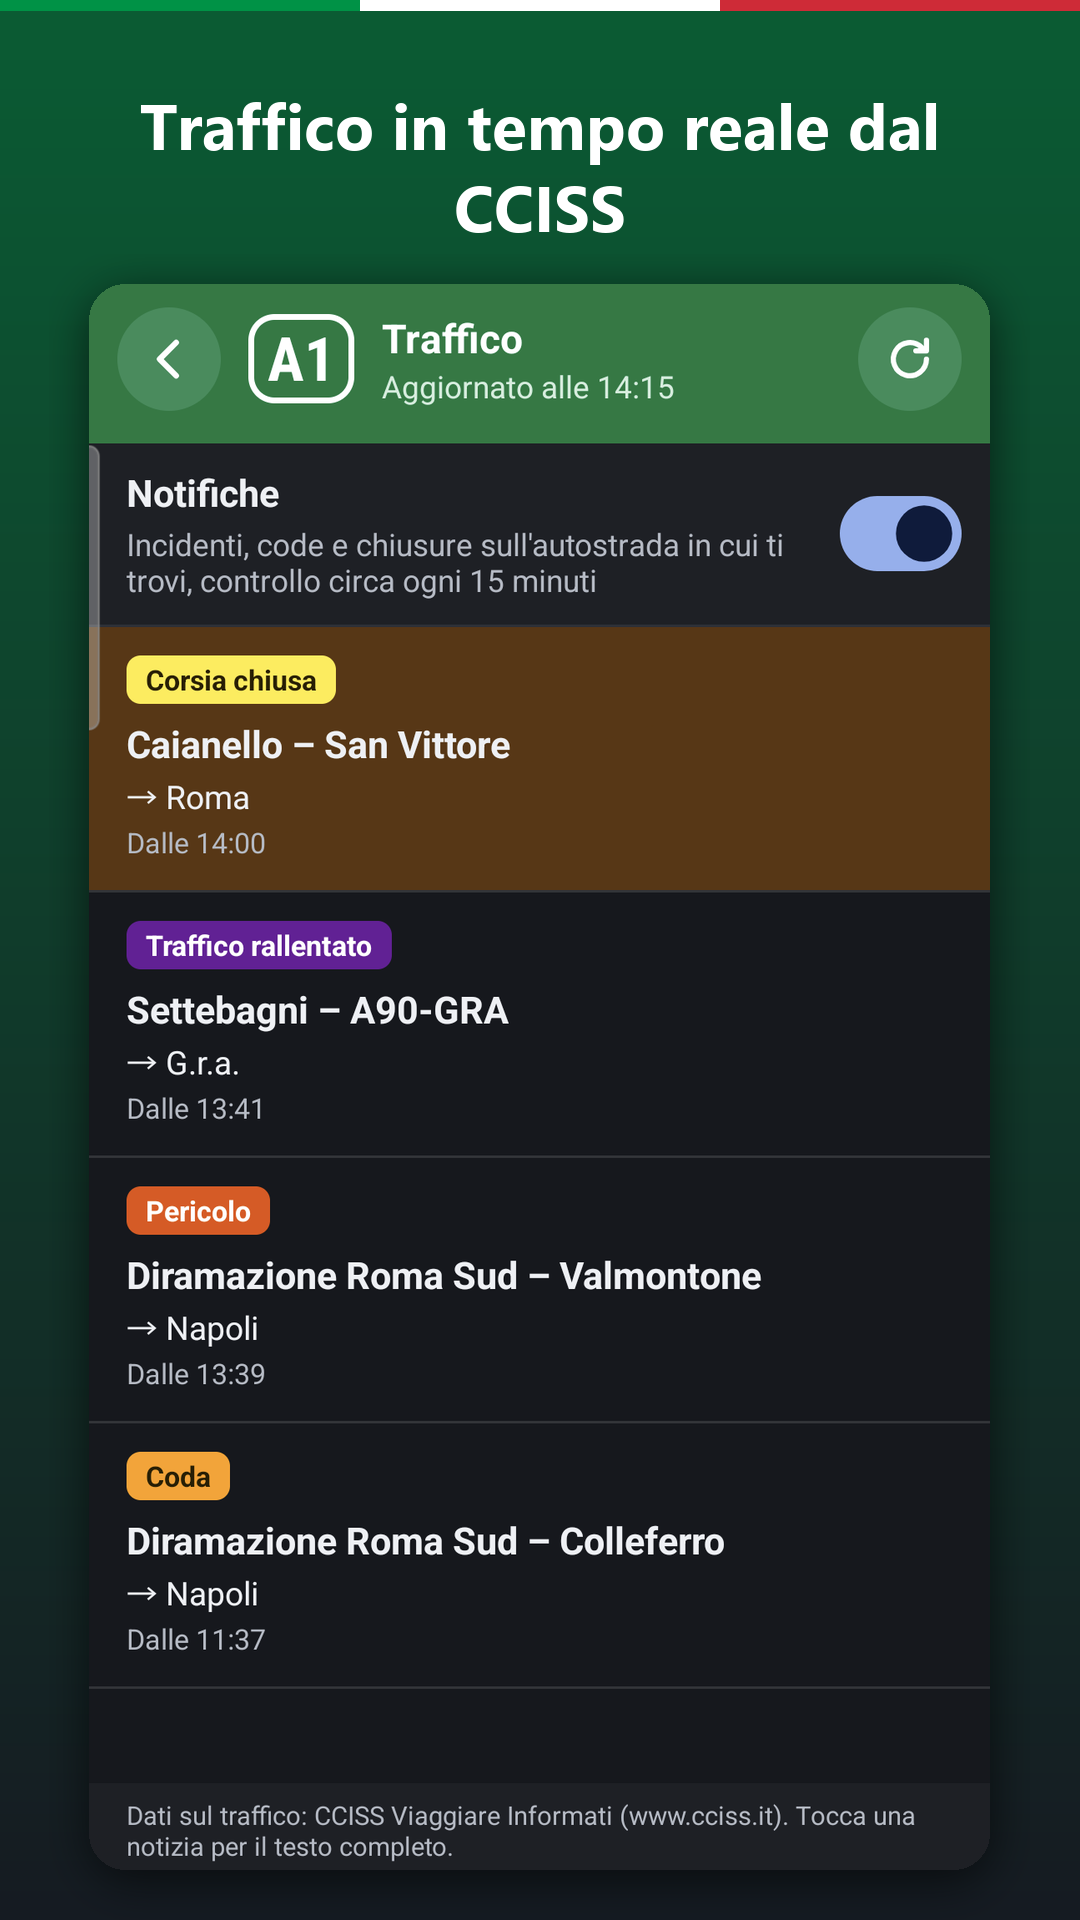 Traffico in tempo reale dal
CCISS
A1
Traffico
Aggiornato alle 14:15
Notifiche
Incidenti, code e chiusure sull'autostrada in cui ti
trovi, controllo circa ogni 15 minuti
Corsia chiusa
Caianello – San Vittore
→ Roma
Dalle 14:00
Traffico rallentato
Settebagni – A90-GRA
→ G.r.a.
Dalle 13:41
Pericolo
Diramazione Roma Sud – Valmontone
→ Napoli
Dalle 13:39
Coda
Diramazione Roma Sud – Colleferro
→ Napoli
Dalle 11:37
Dati sul traffico: CCISS Viaggiare Informati (www.cciss.it). Tocca una
notizia per il testo completo.